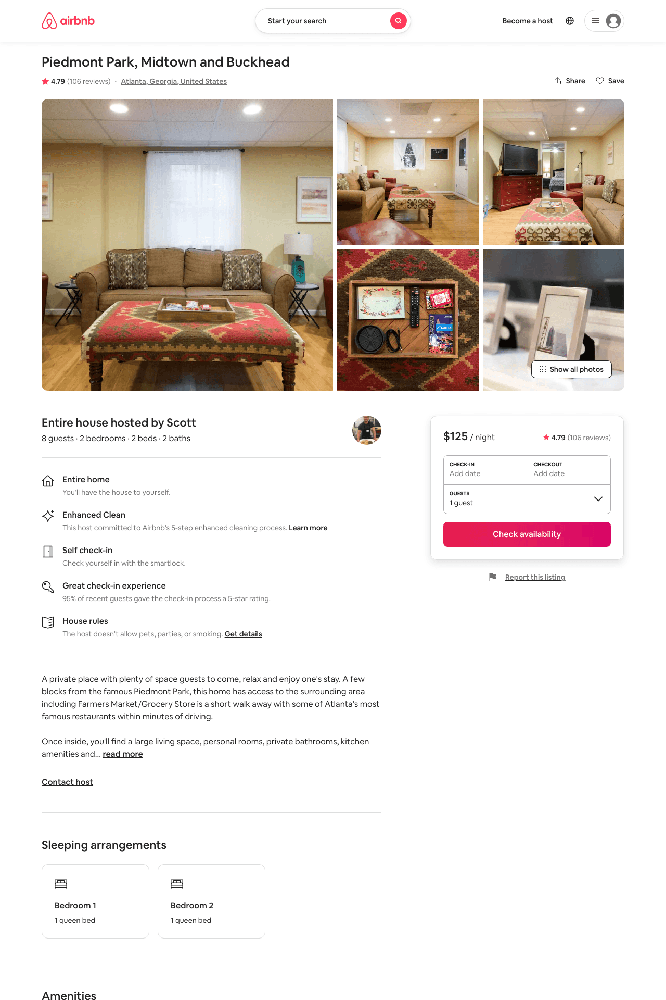 airbnb
Start your search
Become a host
Piedmont Park, Midtown and Buckhead
4.79 (106 reviews) · Atlanta, Georgia, United States
Share
Save
ATLANTA
Show all photos
Entire house hosted by Scott
8 guests · 2 bedrooms · 2 beds · 2 baths
$125 / night
4.79 (106 reviews)
CHECK-IN
Add date
CHECKOUT
Add date
GUESTS
1 guest
Check availability
Report this listing
Entire home
You'll have the house to yourself.
Enhanced Clean
This host committed to Airbnb's 5-step enhanced cleaning process. Learn more
Self check-in
Check yourself in with the smartlock.
Great check-in experience
95% of recent guests gave the check-in process a 5-star rating.
House rules
The host doesn't allow pets, parties, or smoking. Get details
A private place with plenty of space guests to come, relax and enjoy one's stay. A few
blocks from the famous Piedmont Park, this home has access to the surrounding area
including Farmers Market/Grocery Store is a short walk away with some of Atlanta's most
famous restaurants within minutes of driving.
Once inside, you'll find a large living space, personal rooms, private bathrooms, kitchen
amenities and... read more
Contact host
Sleeping arrangements
Bedroom 1
1 queen bed
Bedroom 2
1 queen bed
Amenities